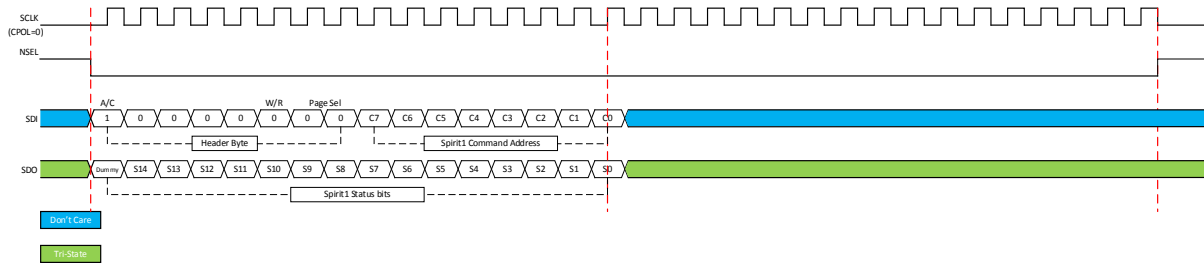 SCLK
(CPOL=0)
NSEL
A/C W/R Page Sel
SDI 1 0 0 0 0 0 0 0 C7 C6 C5 C4 C3 C2 C1 C0
Header Byte Spirit1 Command Address
SDO Dummy S14 S13 S12 S11 S10 S9 S8 S7 S6 S5 S4 S3 S2 S1 S0
Spirit1 Status bits
Don't Care
Tri-State